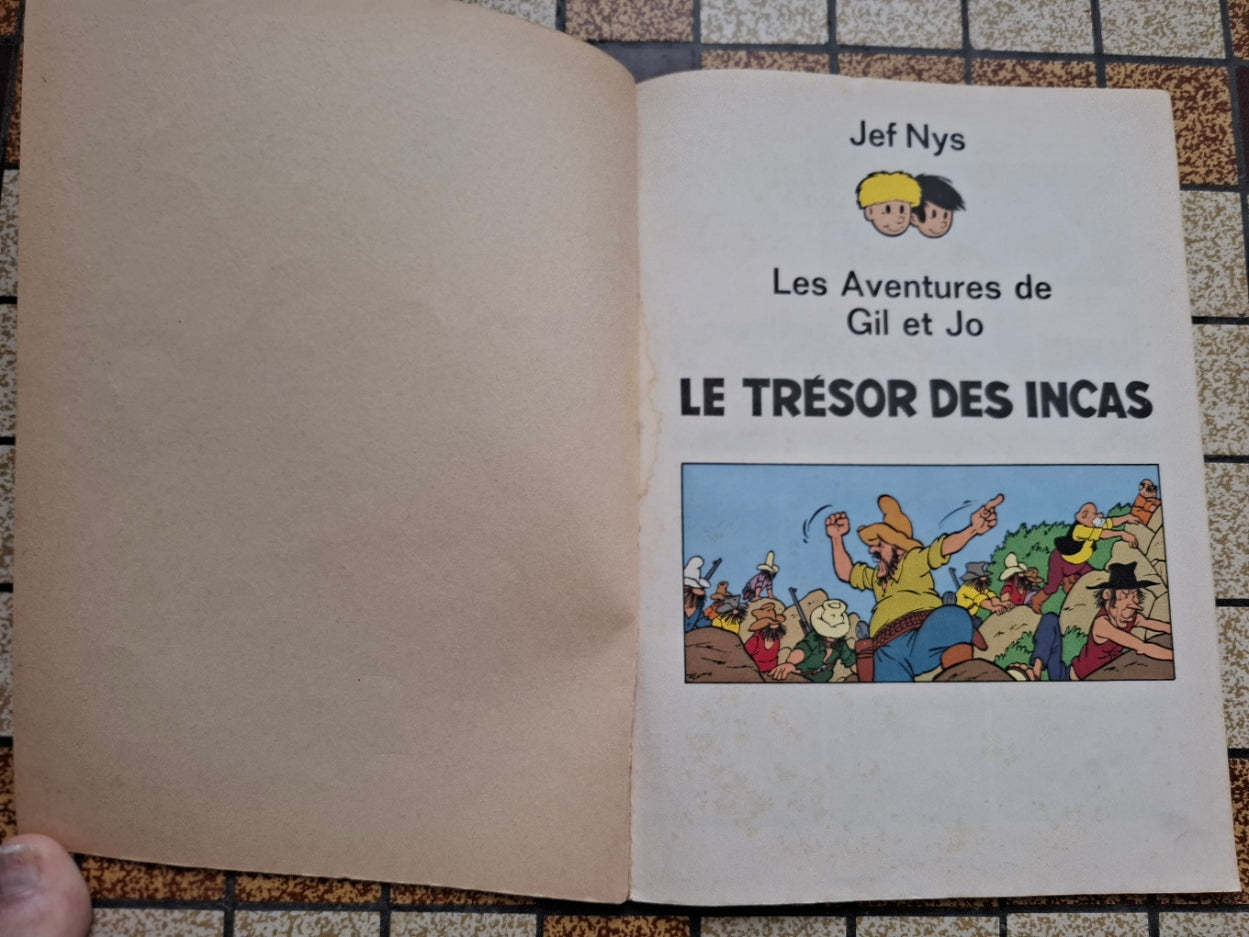 Jef Nys
Les Aventures de
Gil et Jo
LE TRÉSOR DES INCAS